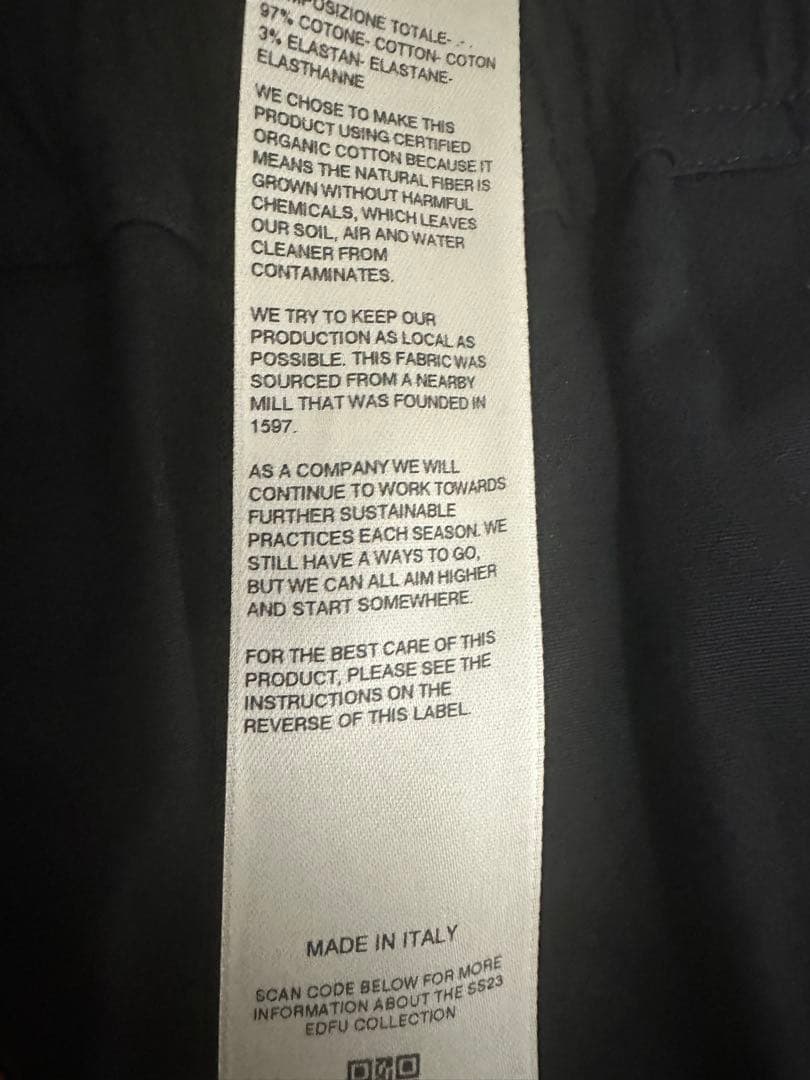 POSIZIONE TOTALE-
97% COTONE- COTTON- COTON
3% ELASTAN- ELASTANE-
ELASTHANNE
WE CHOSE TO MAKE THIS
PRODUCT USING CERTIFIED
ORGANIC COTTON BECAUSE IT
MEANS THE NATURAL FIBER IS
GROWN WITHOUT HARMFUL
CHEMICALS, WHICH LEAVES
OUR SOIL, AIR AND WATER
CLEANER FROM
CONTAMINATES.
WE TRY TO KEEP OUR
PRODUCTION AS LOCAL AS
POSSIBLE. THIS FABRIC WAS
SOURCED FROM A NEARBY
MILL THAT WAS FOUNDED IN
1597.
AS A COMPANY WE WILL
CONTINUE TO WORK TOWARDS
FURTHER SUSTAINABLE
PRACTICES EACH SEASON. WE
STILL HAVE A WAYS TO GO,
BUT WE CAN ALL AIM HIGHER
AND START SOMEWHERE.
FOR THE BEST CARE OF THIS
PRODUCT, PLEASE SEE THE
INSTRUCTIONS ON THE
REVERSE OF THIS LABEL.
MADE IN ITALY
SCAN CODE BELOW FOR MORE
INFORMATION ABOUT THE SS23
EDFU COLLECTION